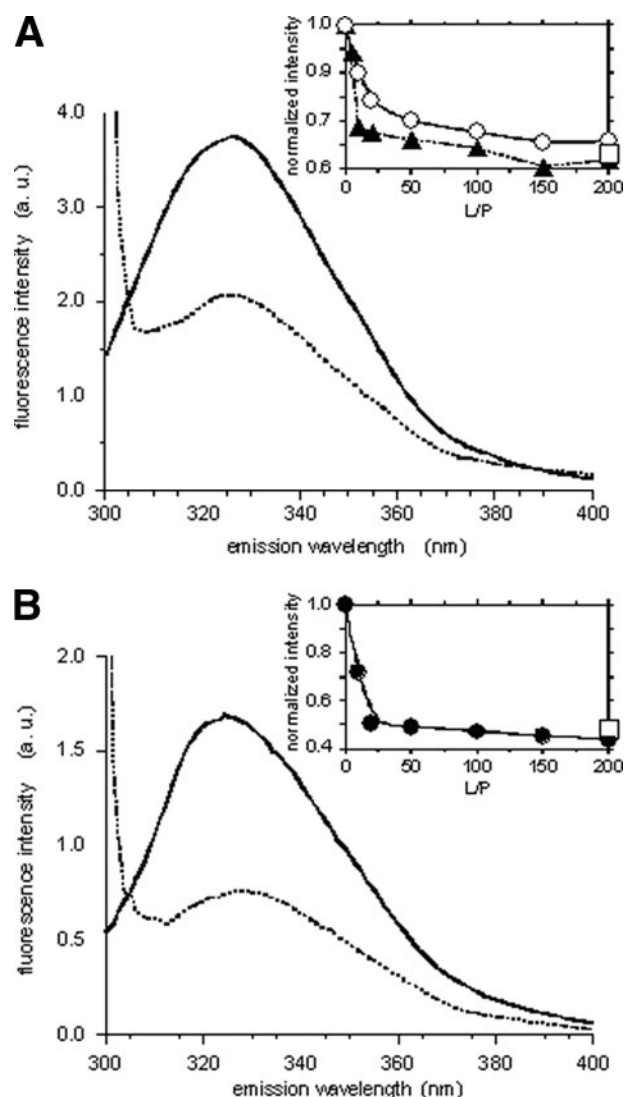 A
normalized intensity
1.0
0.9
0.8
0.7
0.6
0 50 100 150 200
L/P
fluorescence intensity (a. u.)
4.0
3.0
2.0
1.0
0.0
300 320 340 360 380 400
emission wavelength (nm)
B
normalized intensity
1.0
0.8
0.6
0.4
0 50 100 150 200
L/P
fluorescence intensity (a. u.)
2.0
1.5
1.0
0.5
0.0
300 320 340 360 380 400
emission wavelength (nm)